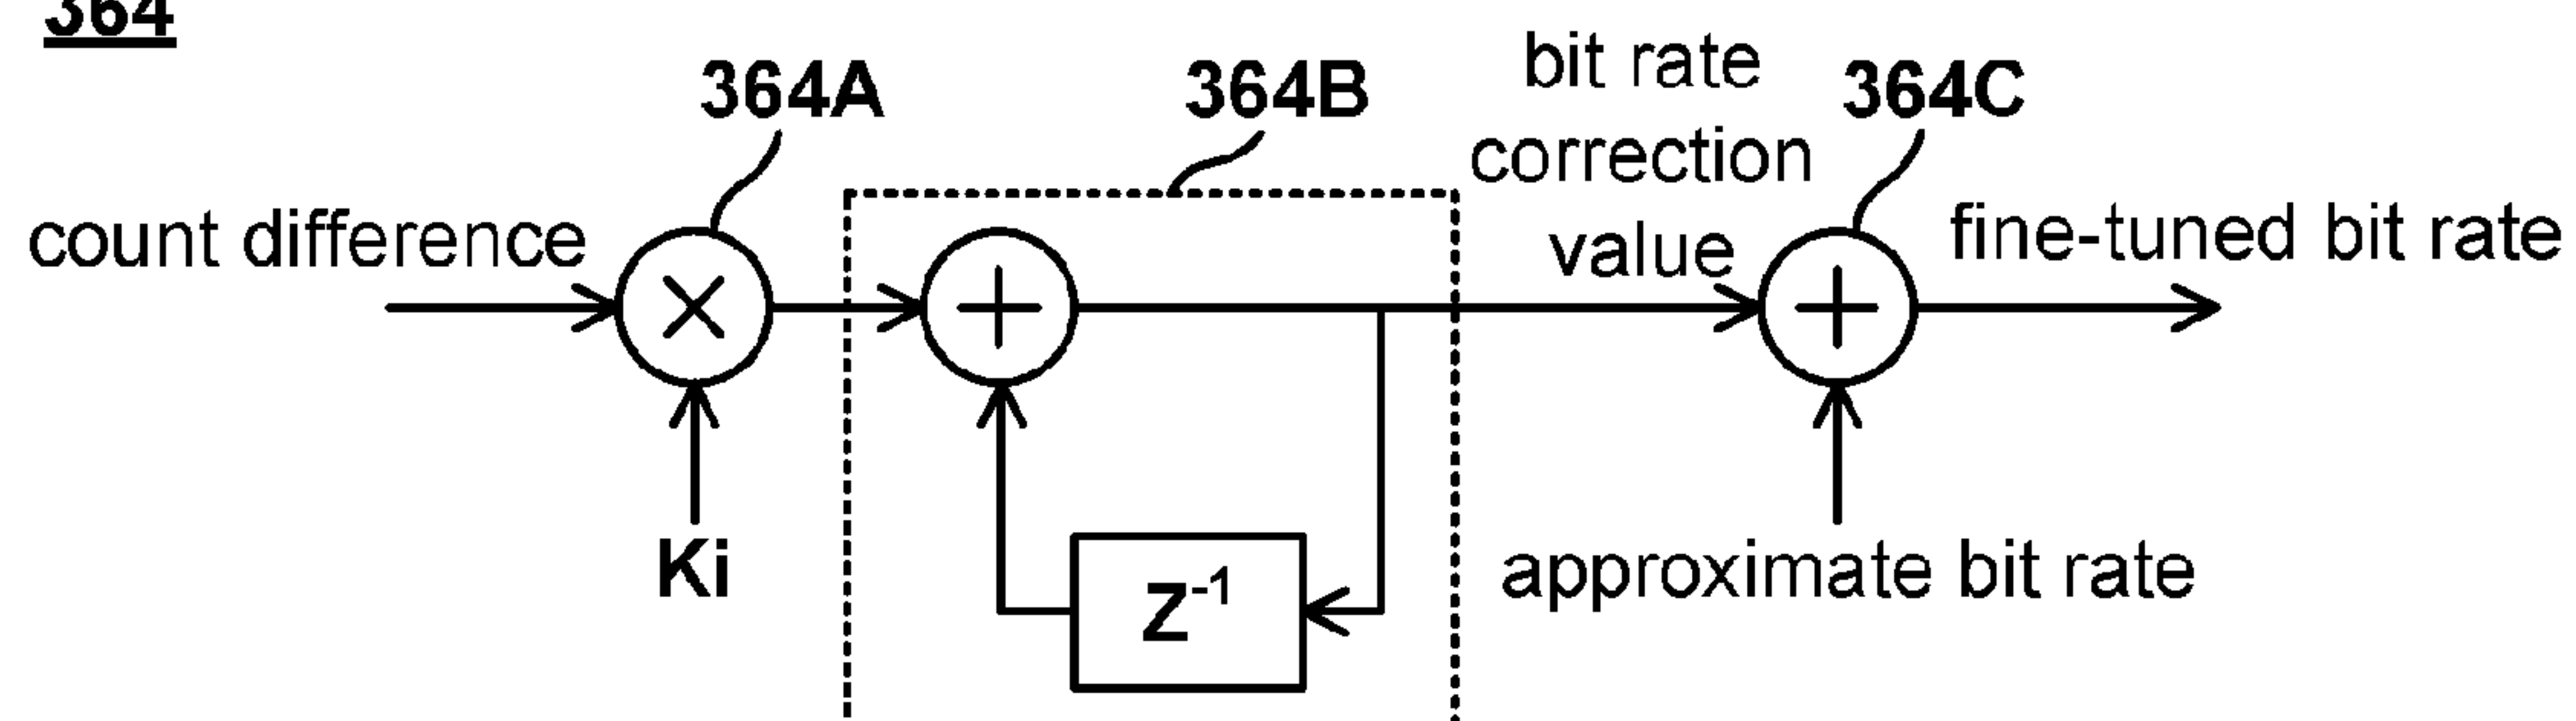 364
364A
364B
bit rate
correction
value
364C
count difference
fine-tuned bit rate
Ki
Z-1
approximate bit rate